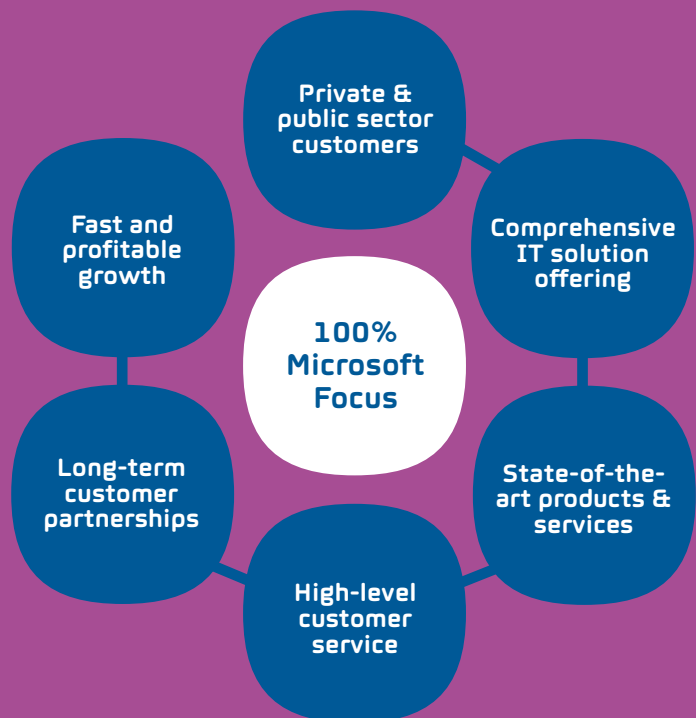 Private &
public sector
customers
Comprehensive
IT solution
offering
State-of-the-
art products &
services
High-level
customer
service
Long-term
customer
partnerships
Fast and
profitable
growth
100%
Microsoft
Focus